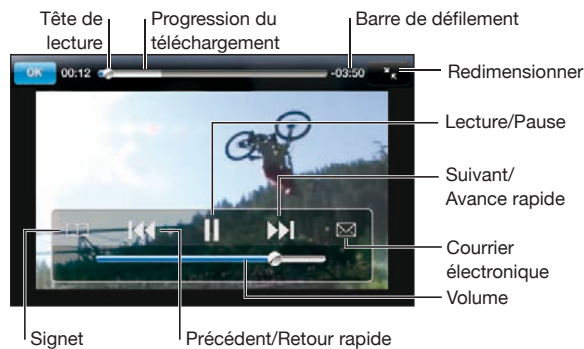 Tête de
lecture
Progression du
téléchargement
Barre de défilement
OK
00:12
-03:50
Redimensionner
Lecture/Pause
Suivant/
Avance rapide
Courrier
électronique
Volume
Signet
Précédent/Retour rapide